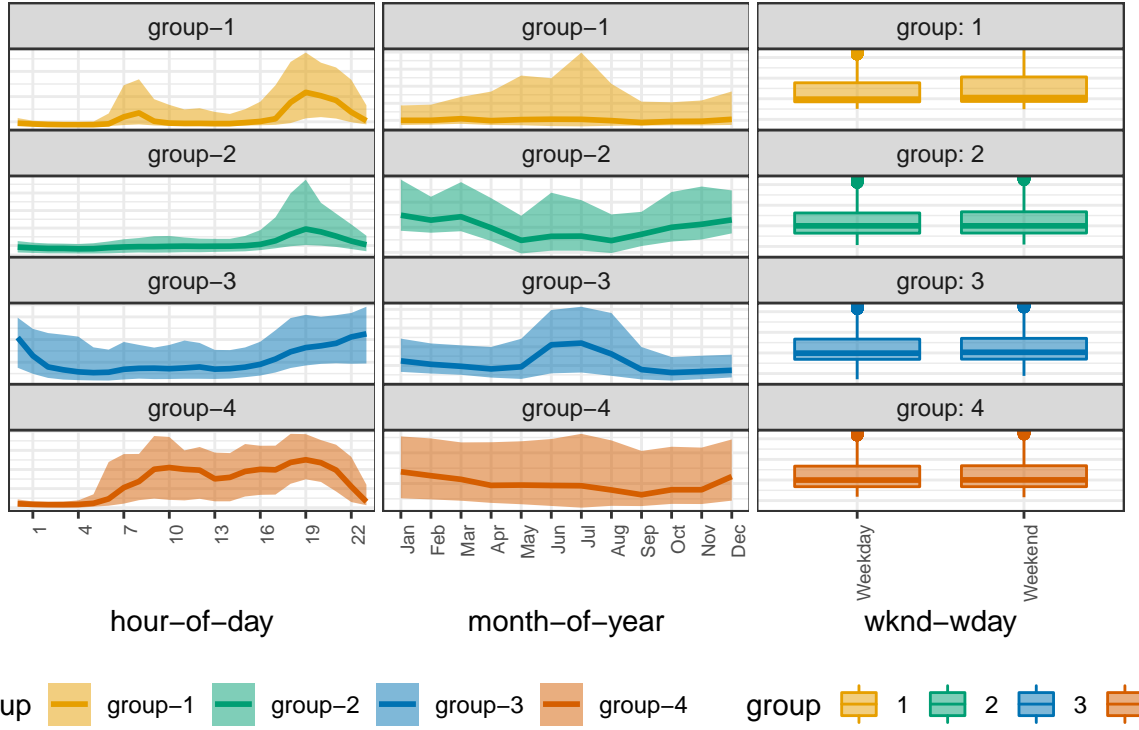 group−1
group−1
group: 1
group−2
group−2
group: 2
group−3
group−3
group: 3
group−4
group−4
group: 4
1 4 7 10 13 16 19 22
Jan Feb Mar Apr May Jun Jul Aug Sep Oct Nov Dec
Weekday Weekend
hour−of−day
month−of−year
wknd−wday
up group−1 group−2 group−3 group−4
group 1 2 3